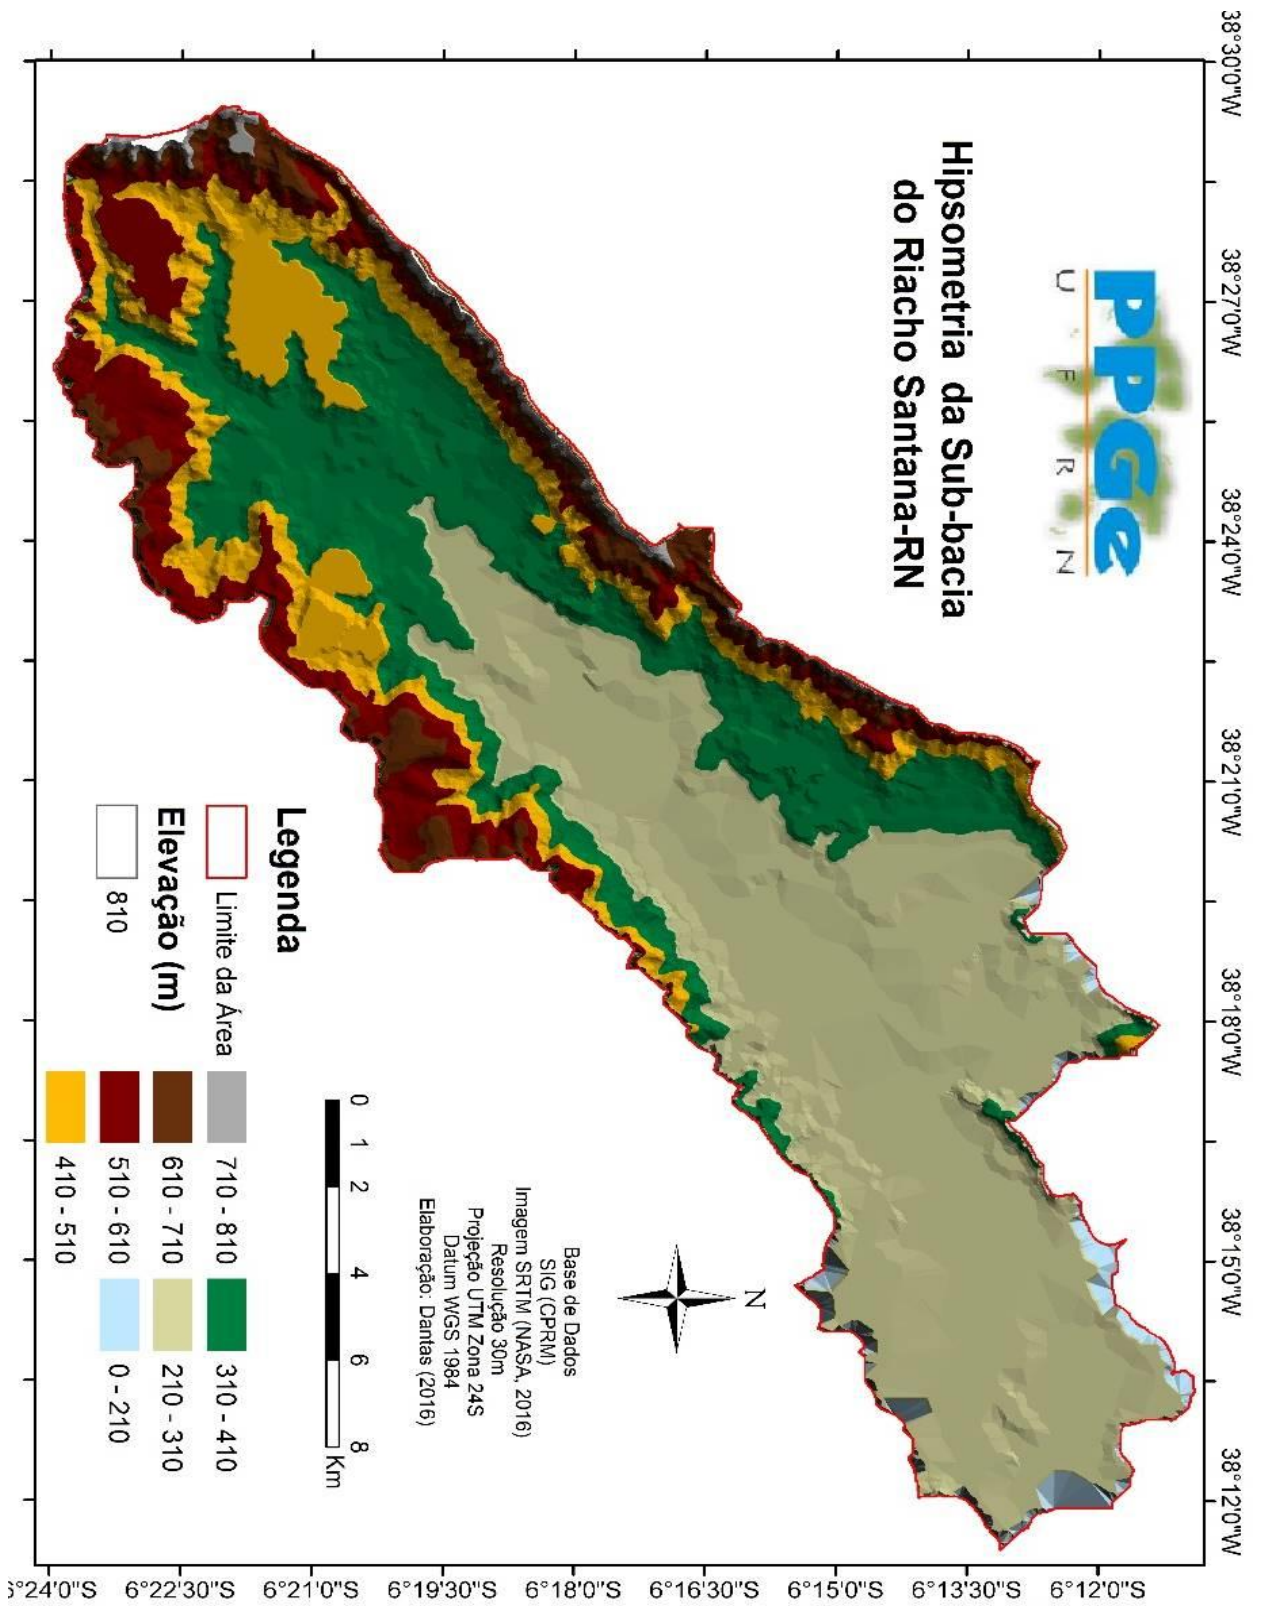 38°30'0"W
38°27'0"W
38°24'0"W
38°21'0"W
38°18'0"W
38°15'0"W
38°12'0"W
PPGe
U F R N
Hipsometria da Sub-bacia
do Riacho Santana-RN
6°12'0"S
6°13'30"S
6°15'0"S
6°16'30"S
6°18'0"S
6°19'30"S
6°21'0"S
6°22'30"S
6°24'0"S
N
Base de Dados
SIG (CPRM)
Imagem SRTM (NASA, 2016)
Resolução 30m
Projeção UTM Zona 24S
Datum WGS 1984
Elaboração: Dantas (2016)
0 1 2 4 6 8
Km
Legenda
Limite da Área
Elevação (m)
810
710 - 810
610 - 710
510 - 610
410 - 510
310 - 410
210 - 310
0 - 210